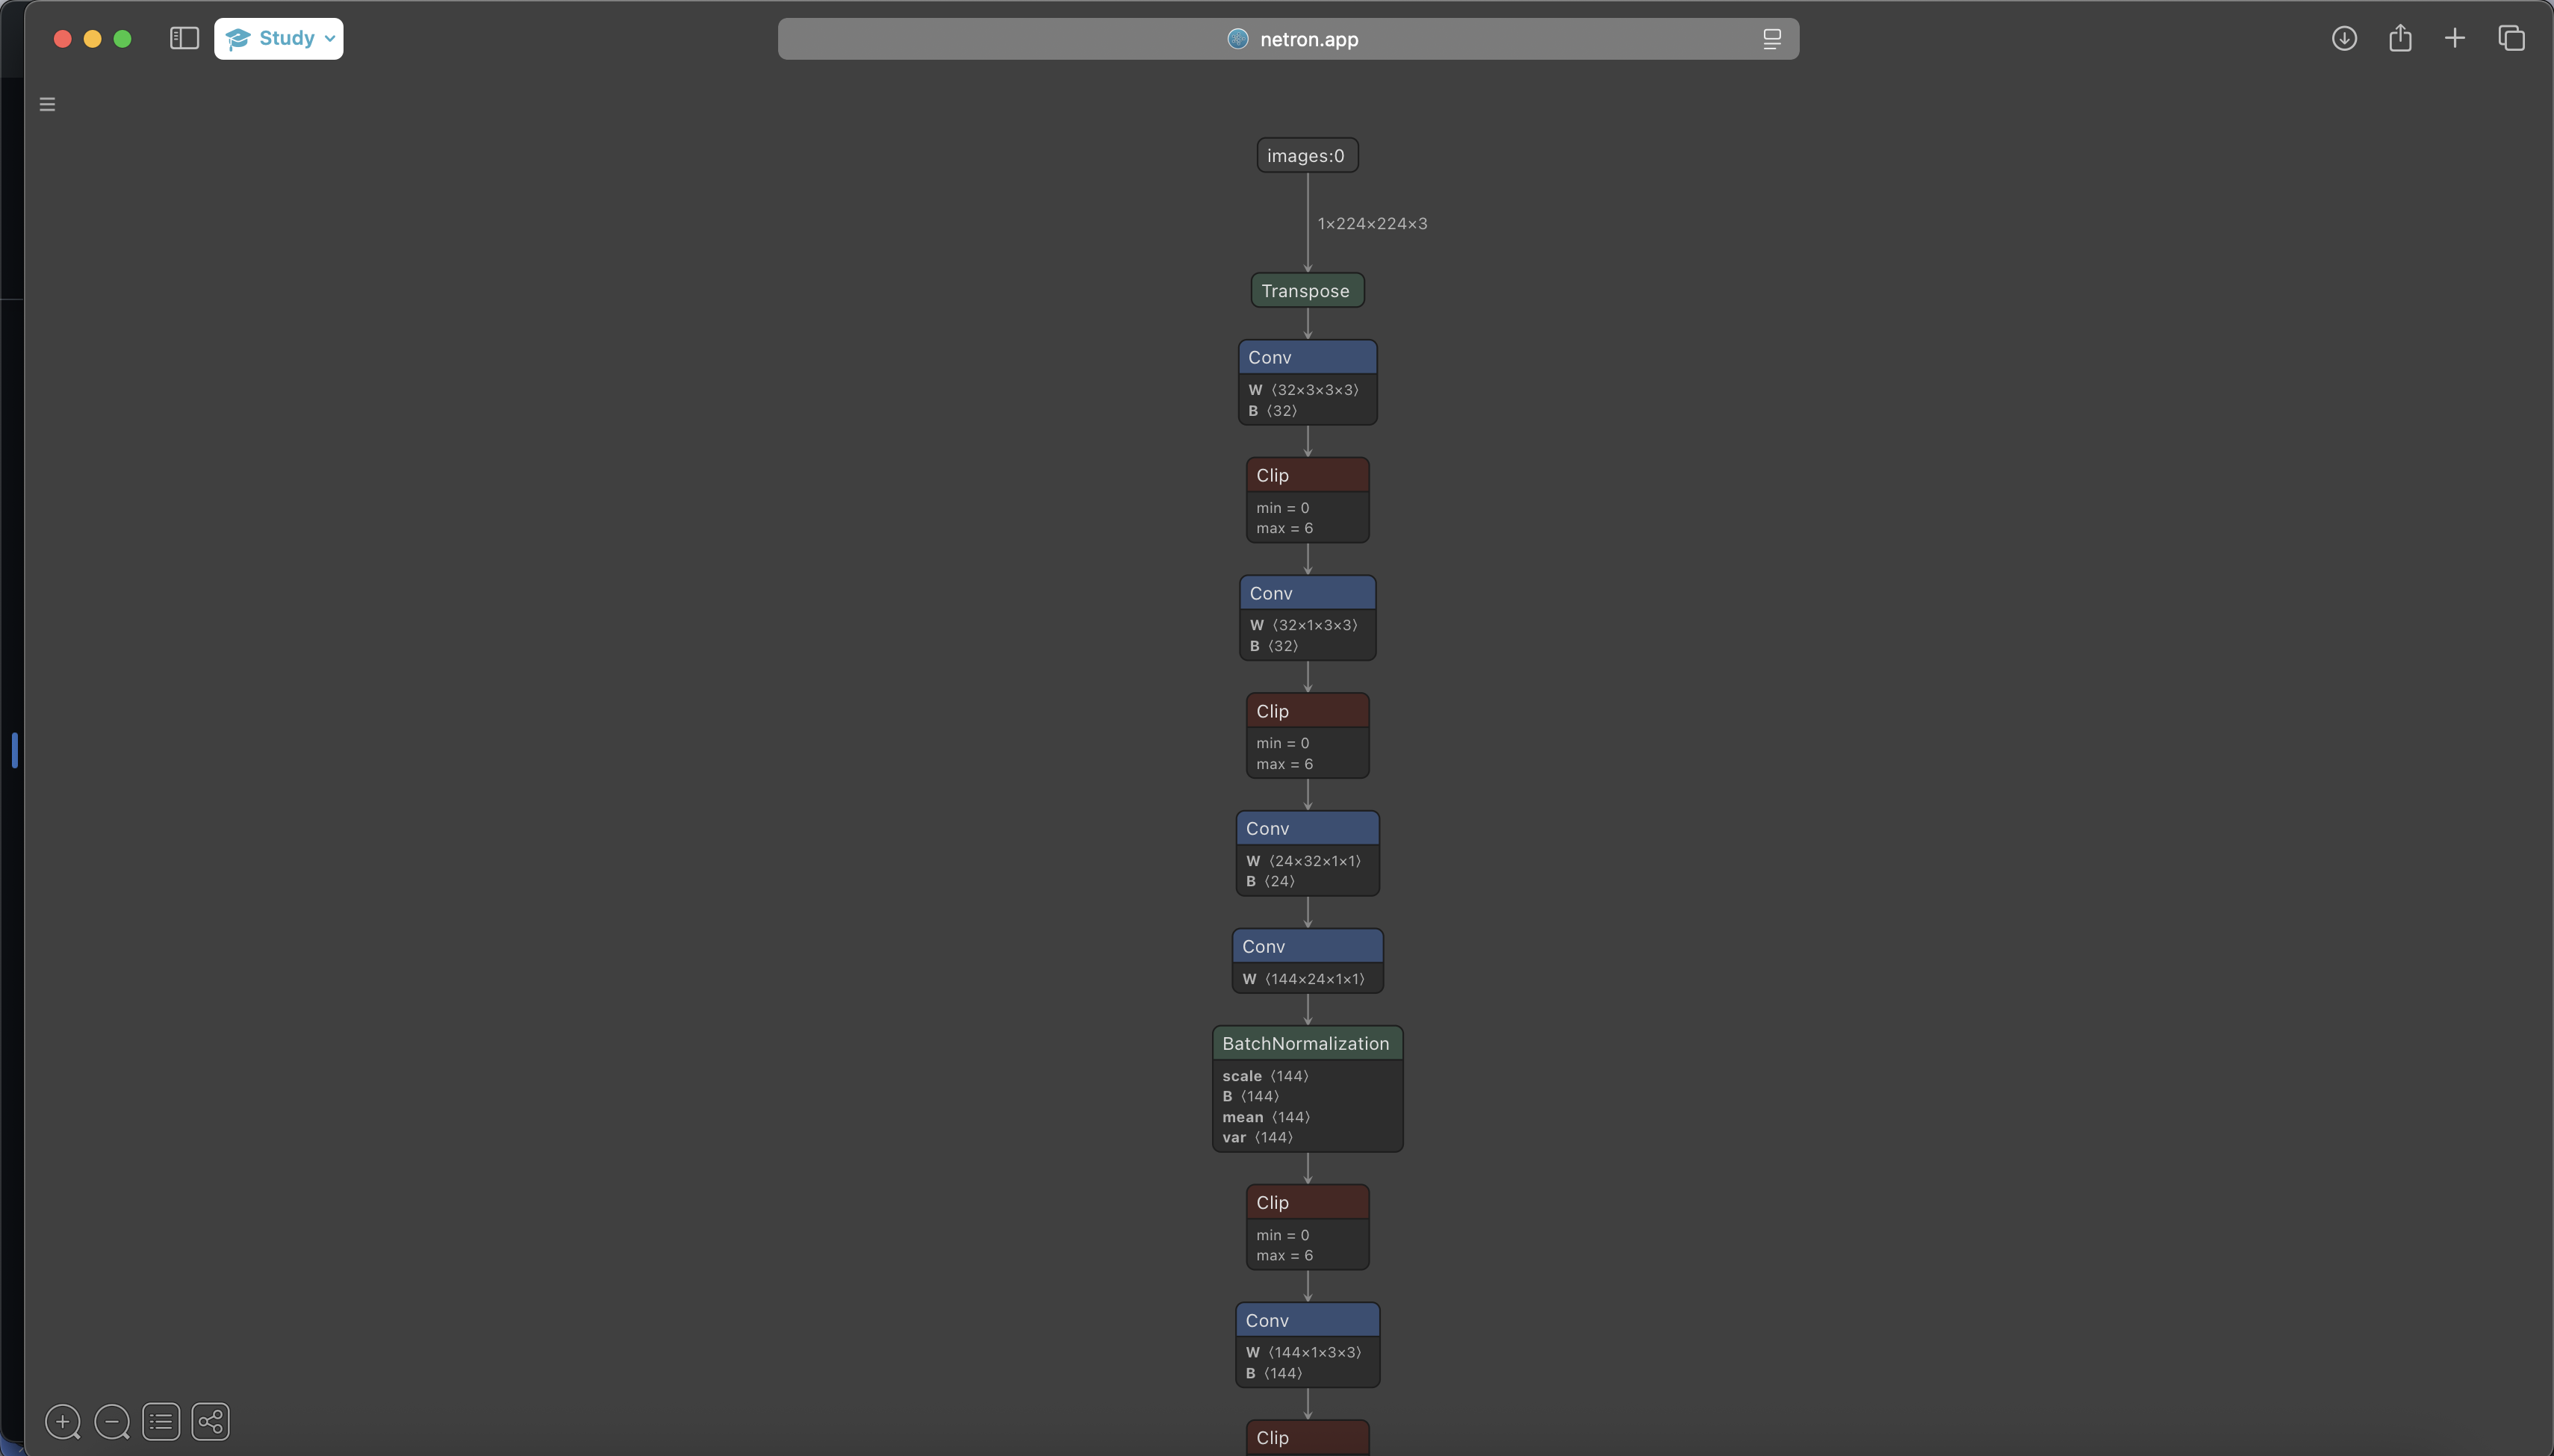 Study
netron.app
images:0
1×224×224×3
Transpose
Conv
W ⟨32×3×3×3⟩
B ⟨32⟩
Clip
min = 0
max = 6
Conv
W ⟨32×1×3×3⟩
B ⟨32⟩
Clip
min = 0
max = 6
Conv
W ⟨24×32×1×1⟩
B ⟨24⟩
Conv
W ⟨144×24×1×1⟩
BatchNormalization
scale ⟨144⟩
B ⟨144⟩
mean ⟨144⟩
var ⟨144⟩
Clip
min = 0
max = 6
Conv
W ⟨144×1×3×3⟩
B ⟨144⟩
Clip